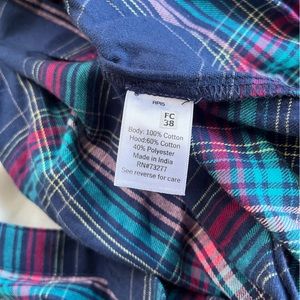 RPI5
FC
38
Body: 100% Cotton
Hood:60% Cotton
40% Polyester
Made in India
RN#73277
See reverse for care